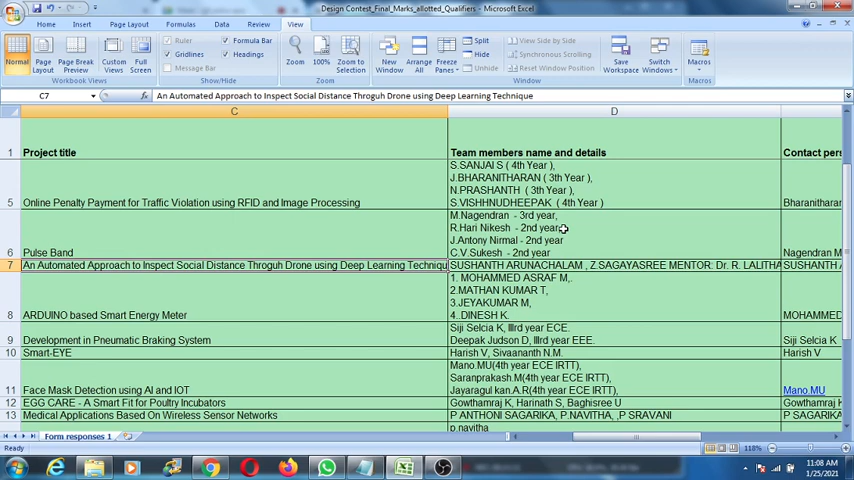 Design Contest_Final_Marks_allotted_Qualifiers - Microsoft Excel
Home Insert Page Layout Formulas Data Review View
Normal
Page Layout
Page Break Preview
Custom Views
Full Screen
Workbook Views
Ruler
Gridlines
Message Bar
Formula Bar
Headings
Show/Hide
Zoom
100%
Zoom to Selection
Zoom
New Window
Arrange All
Freeze Panes
Split
Hide
Unhide
View Side by Side
Synchronous Scrolling
Reset Window Position
Window
Save Workspace
Switch Windows
Macros
Macros
C7 fx An Automated Approach to Inspect Social Distance Throguh Drone using Deep Learning Technique
C D
1 Project title Team members name and details Contact pers
S.SANJAI S ( 4th Year ),
J.BHARANITHARAN ( 3th Year ),
N.PRASHANTH ( 3th Year ),
5 Online Penalty Payment for Traffic Violation using RFID and Image Processing S.VISHHNUDHEEPAK ( 4th Year ) Bharanithara
M.Nagendran - 3rd year,
R.Hari Nikesh - 2nd year
J.Antony Nirmal - 2nd year
6 Pulse Band C.V.Sukesh - 2nd year Nagendran M
7 An Automated Approach to Inspect Social Distance Throguh Drone using Deep Learning Techniqu SUSHANTH ARUNACHALAM , Z.SAGAYASREE MENTOR: Dr. R. LALITHA SUSHANTH A
1. MOHAMMED ASRAF M,.
2.MATHAN KUMAR T,
3.JEYAKUMAR M,
8 ARDUINO based Smart Energy Meter 4..DINESH K. MOHAMMED
Siji Selcia K, IIIrd year ECE.
9 Development in Pneumatic Braking System Deepak Judson D, IIIrd year EEE. Siji Selcia K
10 Smart-EYE Harish V, Sivaananth N.M. Harish V
Mano.MU(4th year ECE IRTT),
Saranprakash.M(4th year ECE IRTT),
11 Face Mask Detection using AI and IOT Jayaragul kan.A.R(4th year ECE IRTT), Mano.MU
12 EGG CARE - A Smart Fit for Poultry Incubators Gowthamraj K, Harinath S, Baghisree U Gowthamraj K
13 Medical Applications Based On Wireless Sensor Networks P ANTHONI SAGARIKA, P.NAVITHA, ,P SRAVANI P SAGARIKA
p.navitha
Form responses 1
Ready 118%
11:08 AM
1/25/2021